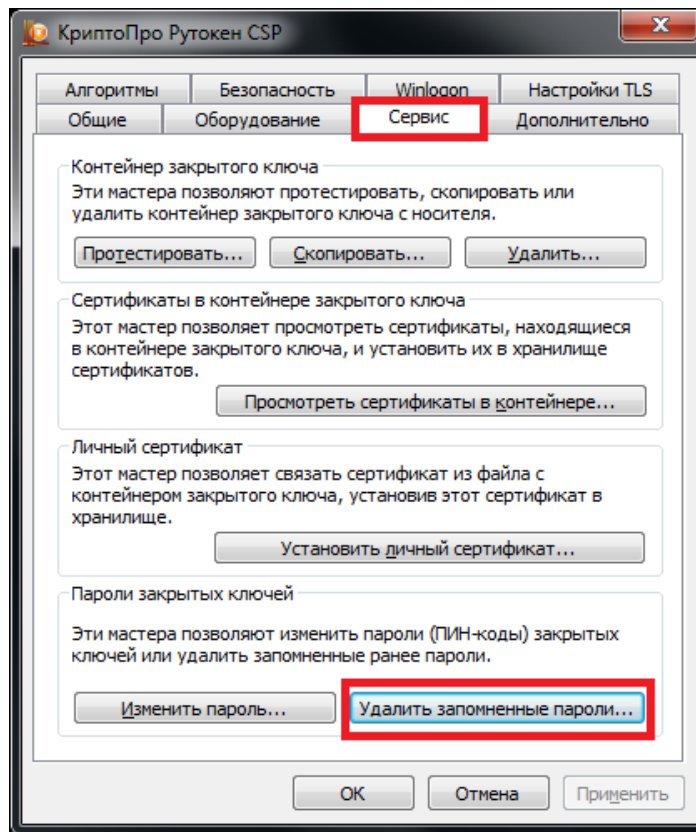 КриптоПро Рутокен CSP
Алгоритмы Безопасность Winlogon Настройки TLS
Общие Оборудование Сервис Дополнительно
Контейнер закрытого ключа
Эти мастера позволяют протестировать, скопировать или
удалить контейнер закрытого ключа с носителя.
Протестировать... Скопировать... Удалить...
Сертификаты в контейнере закрытого ключа
Этот мастер позволяет просмотреть сертификаты, находящиеся
в контейнере закрытого ключа, и установить их в хранилище
сертификатов.
Просмотреть сертификаты в контейнере...
Личный сертификат
Этот мастер позволяет связать сертификат из файла с
контейнером закрытого ключа, установив этот сертификат в
хранилище.
Установить личный сертификат...
Пароли закрытых ключей
Эти мастера позволяют изменить пароли (ПИН-коды) закрытых
ключей или удалить запомненные ранее пароли.
Изменить пароль... Удалить запомненные пароли...
ОК Отмена Применить